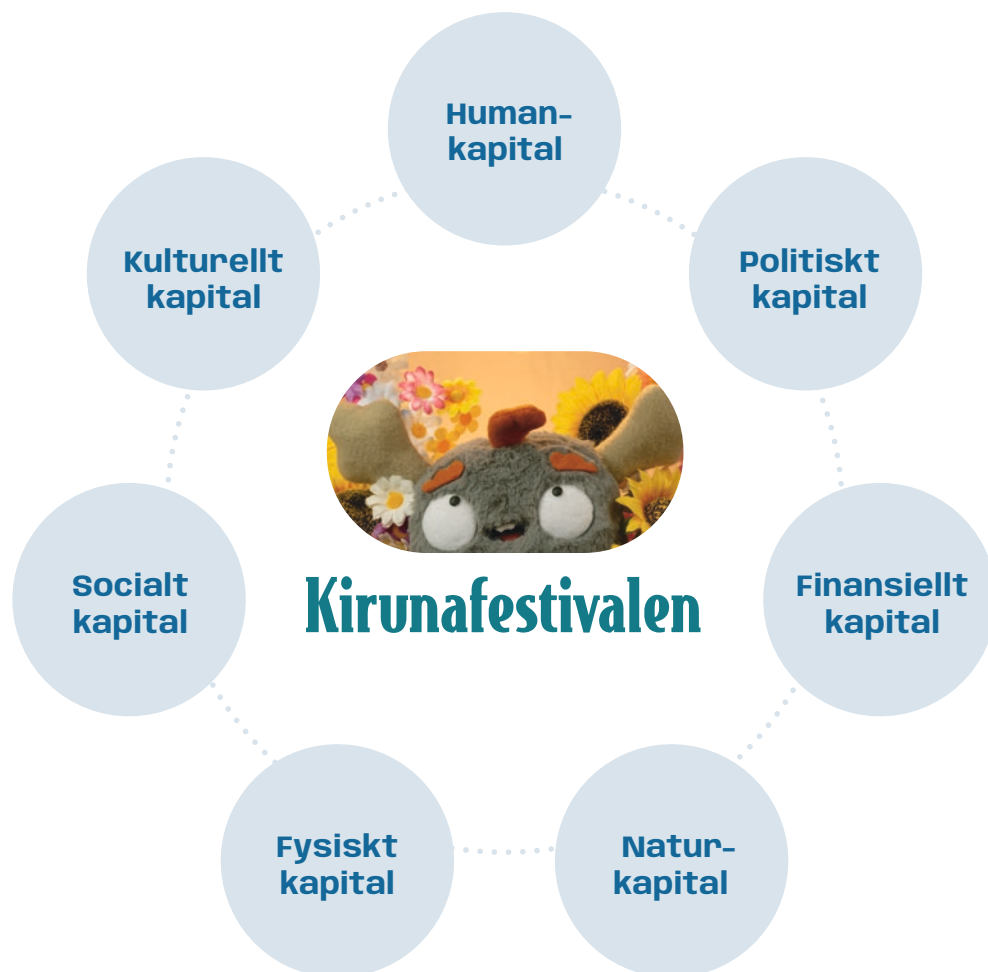 Human-
kapital
Kulturellt
kapital
Politiskt
kapital
Kirunafestivalen
Socialt
kapital
Finansiellt
kapital
Fysiskt
kapital
Natur-
kapital